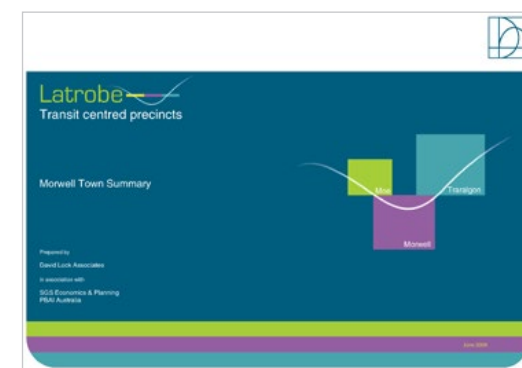 Latrobe
Transit centred precincts
Morwell Town Summary
Moe
Traralgon
Morwell
Prepared by
David Lock Associates
in association with
SGS Economics & Planning
PBAI Australia
June